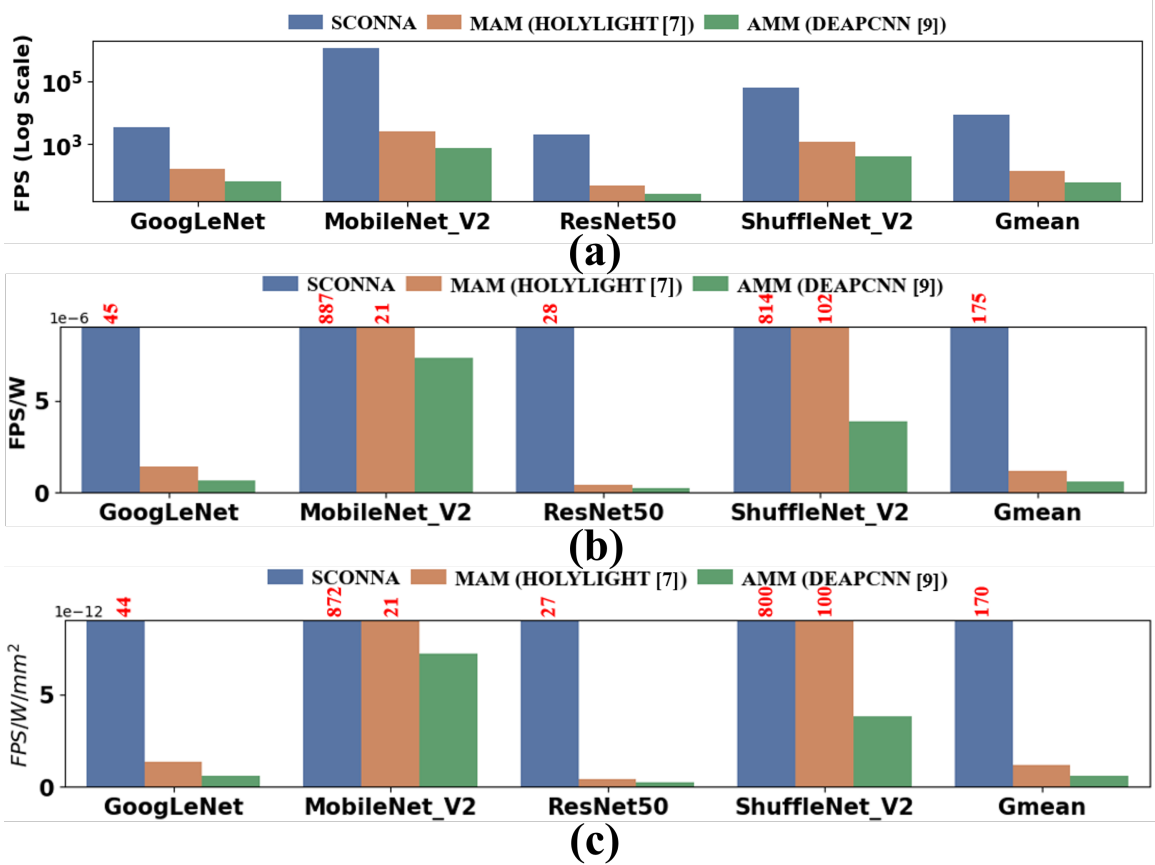 SCONNA MAM (HOLYLIGHT [7]) AMM (DEAPCNN [9])
FPS (Log Scale)
10^5
10^3
GoogLeNet MobileNet_V2 ResNet50 ShuffleNet_V2 Gmean
(a)
SCONNA MAM (HOLYLIGHT [7]) AMM (DEAPCNN [9])
1e−6
45 887 21 28 814 102 175
FPS/W
5
0
GoogLeNet MobileNet_V2 ResNet50 ShuffleNet_V2 Gmean
(b)
SCONNA MAM (HOLYLIGHT [7]) AMM (DEAPCNN [9])
1e−12
44 872 21 27 800 100 170
FPS/W/mm²
5
0
GoogLeNet MobileNet_V2 ResNet50 ShuffleNet_V2 Gmean
(c)